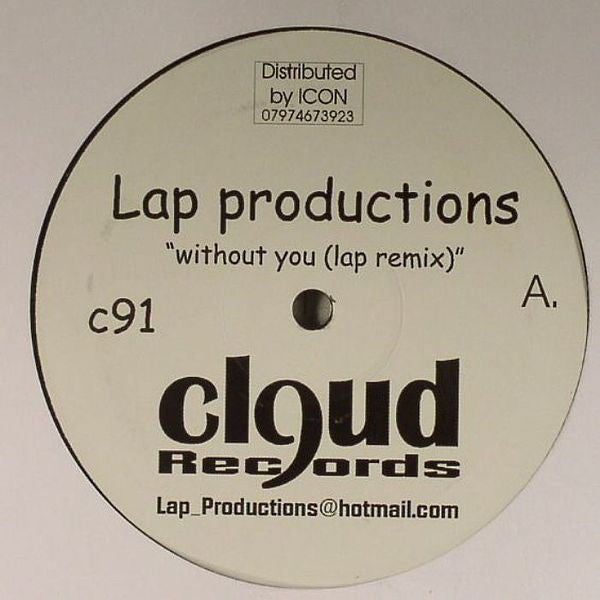 Distributed
by ICON
07974673923
Lap productions
"without you (lap remix)"
A.
c91
cl9ud
Records
Lap_Productions@hotmail.com